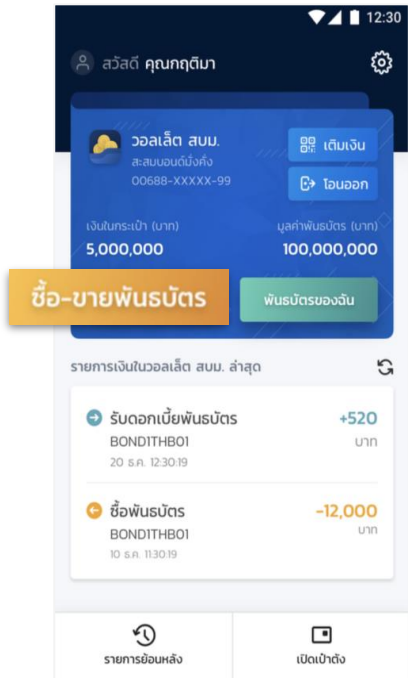 12:30
สวัสดี คุณกฤติมา
วอลเล็ต สบม.
สะสมบอนด์มั่งคั่ง
00688-XXXXX-99
เติมเงิน
โอนออก
เงินในกระเป๋า (บาท)
5,000,000
มูลค่าพันธบัตร (บาท)
100,000,000
ซื้อ-ขายพันธบัตร
พันธบัตรของฉัน
รายการเงินในวอลเล็ต สบม. ล่าสุด
รับดอกเบี้ยพันธบัตร
+520
BOND1THB01
บาท
20 ธ.ค. 12:30:19
ซื้อพันธบัตร
-12,000
BOND1THB01
บาท
10 ธ.ค. 11:30:19
รายการย้อนหลัง
เปิดเป๋าตัง